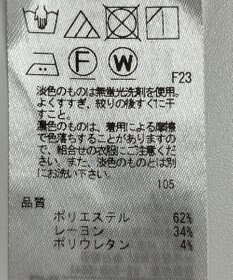 F W
F23
淡色のものは無蛍光洗剤を使用。
よくすすぎ、絞りの後すぐに干
すこと。
濃色のものは、着用による摩擦
で色落ちすることがありますの
で、組合せの衣服にご注意くだ
さい。また、淡色のものとは別
にお洗い下さい。
105
品質
ポリエステル 62%
レーヨン 34%
ポリウレタン 4%